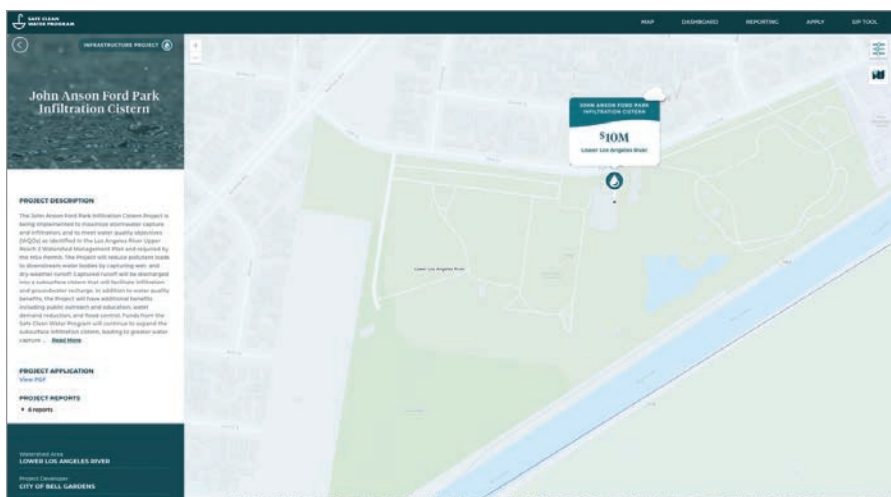 SAFE CLEAN
WATER PROGRAM
MAP DASHBOARD REPORTING APPLY SIP TOOL
INFRASTRUCTURE PROJECT
John Anson Ford Park
Infiltration Cistern
JOHN ANSON FORD PARK
INFILTRATION CISTERN
$10M
Lower Los Angeles River
Lower Los Angeles River
PROJECT DESCRIPTION
The John Anson Ford Park Infiltration Cistern Project is
being implemented to maximize stormwater capture
and infiltration, and to meet water quality objectives
(WQOs) as identified in the Los Angeles River Upper
Reach 2 Watershed Management Plan and required by
the MS4 Permit. The Project will reduce pollutant loads
to downstream water bodies by capturing wet- and
dry-weather runoff. Captured runoff will be discharged
into a subsurface cistern that will facilitate infiltration
and groundwater recharge. In addition to water quality
benefits, the Project will have additional benefits
including public outreach and education, water
demand reduction, and flood control. Funds from the
Safe Clean Water Program will continue to expand the
subsurface infiltration cistern, leading to greater water
capture ... Read More
PROJECT APPLICATION
View PDF
PROJECT REPORTS
6 reports
Watershed Area
LOWER LOS ANGELES RIVER
Project Developer
CITY OF BELL GARDENS